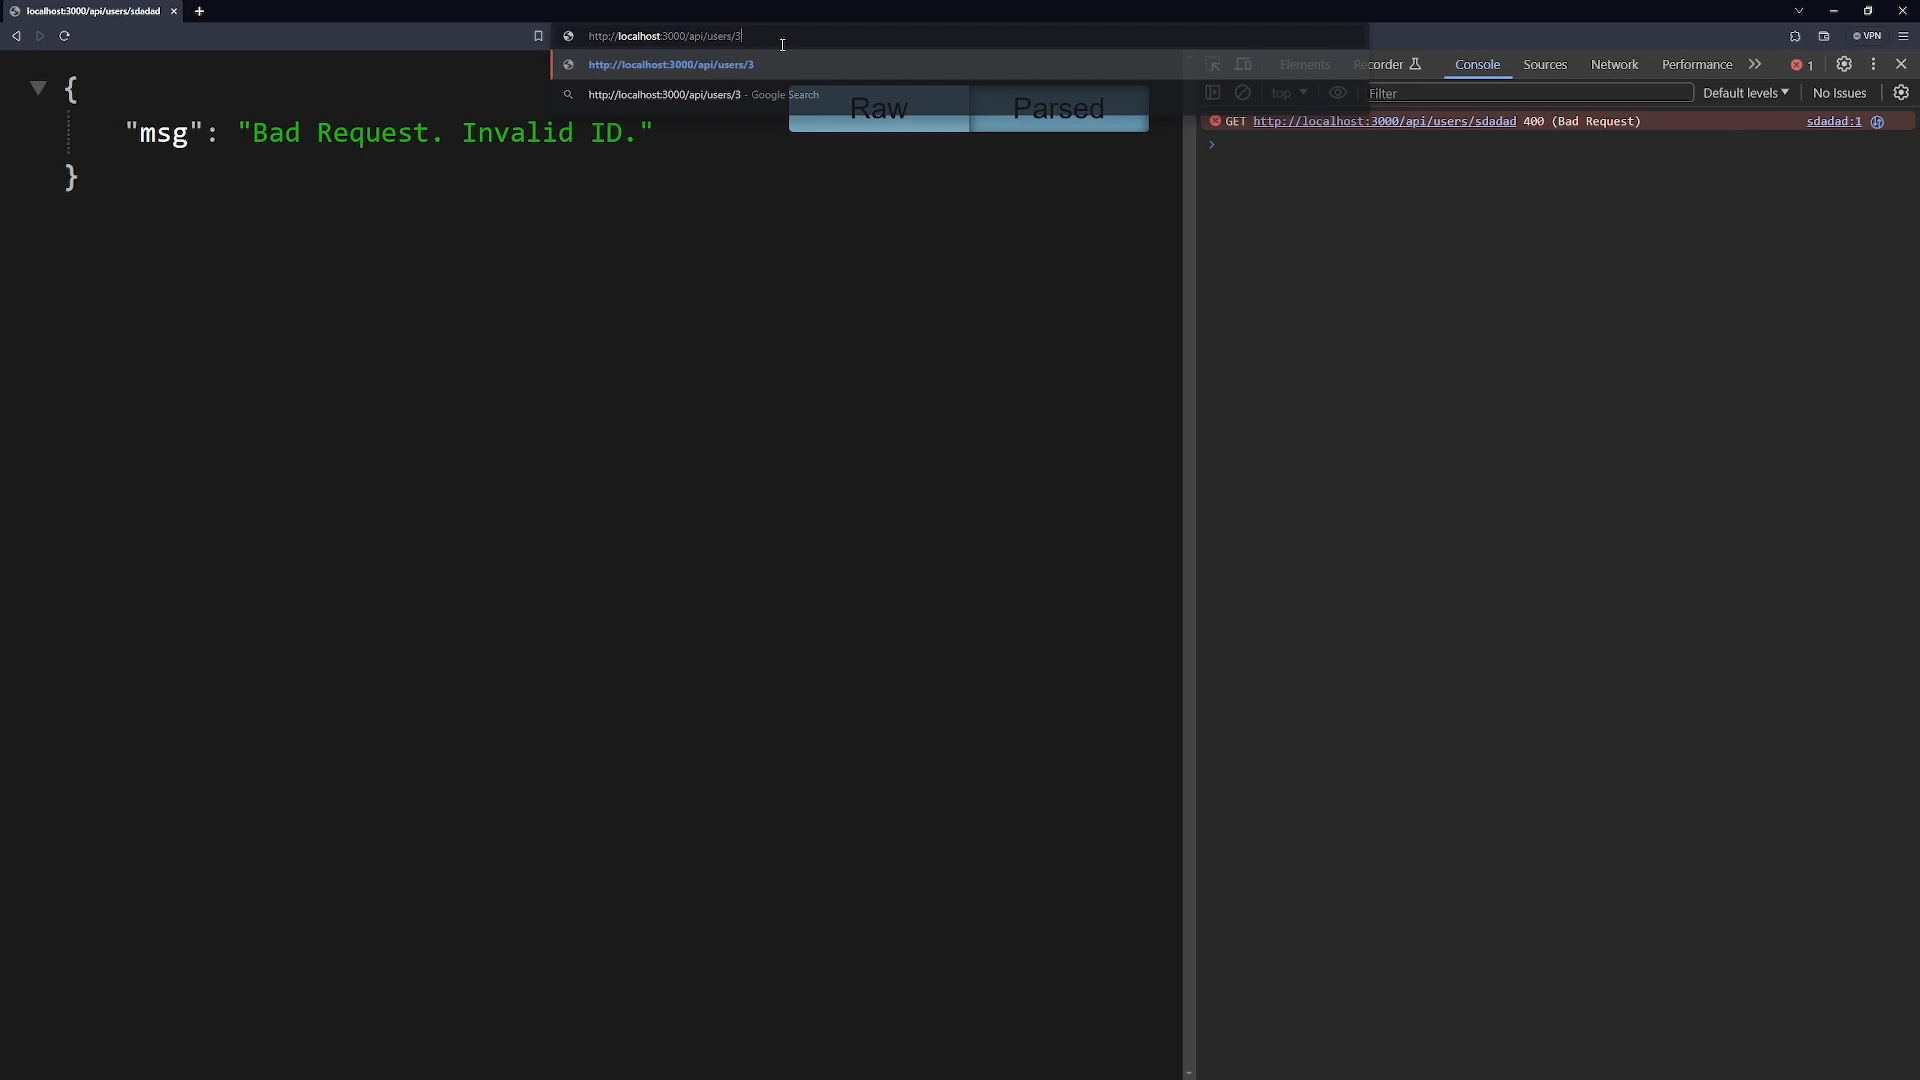 localhost:3000/api/users/sdadad
http://localhost:3000/api/users/3
VPN
http://localhost:3000/api/users/3
http://localhost:3000/api/users/3 - Google Search
Elements
Recorder
Console
Sources
Network
Performance
1
top
Filter
Default levels
No Issues
Raw
Parsed
GET http://localhost:3000/api/users/sdadad 400 (Bad Request)
sdadad:1
{
"msg": "Bad Request. Invalid ID."
}